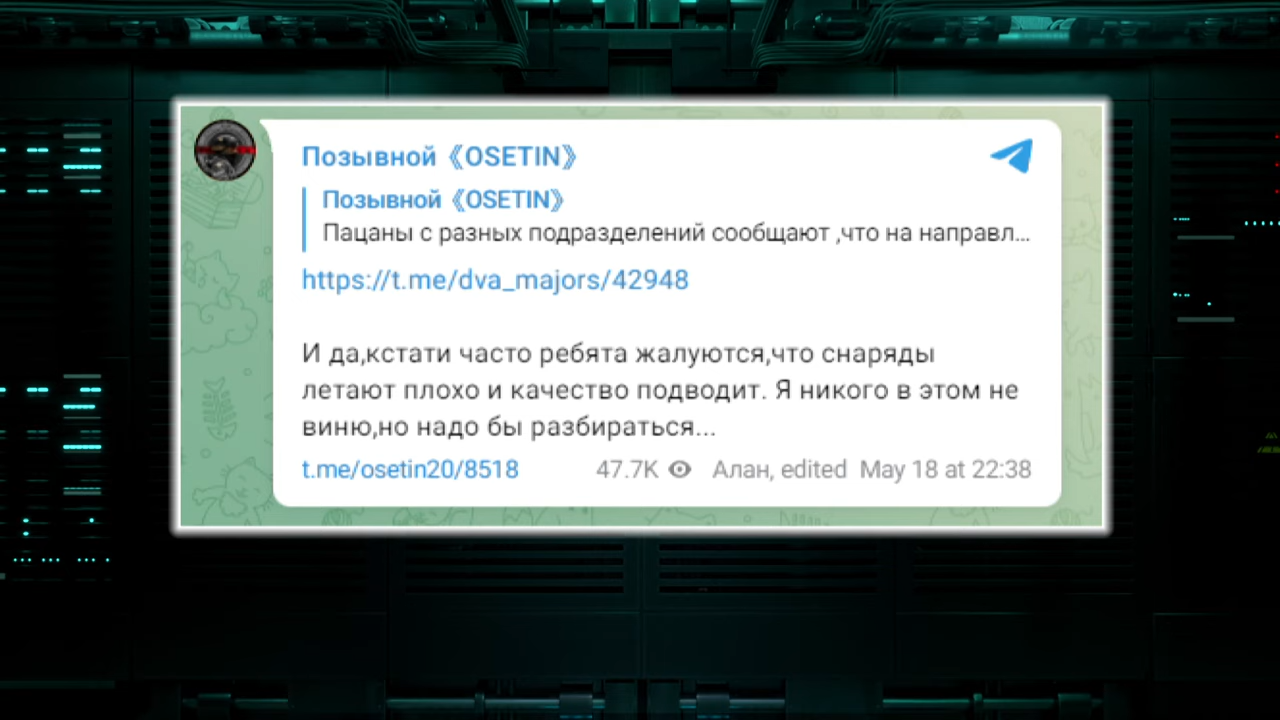 Позывной 《OSETIN》
Позывной 《OSETIN》
Пацаны с разных подразделений сообщают ,что на направл...
https://t.me/dva_majors/42948
И да,кстати часто ребята жалуются,что снаряды
летают плохо и качество подводит. Я никого в этом не
виню,но надо бы разбираться...
t.me/osetin20/8518 47.7K Алан, edited May 18 at 22:38